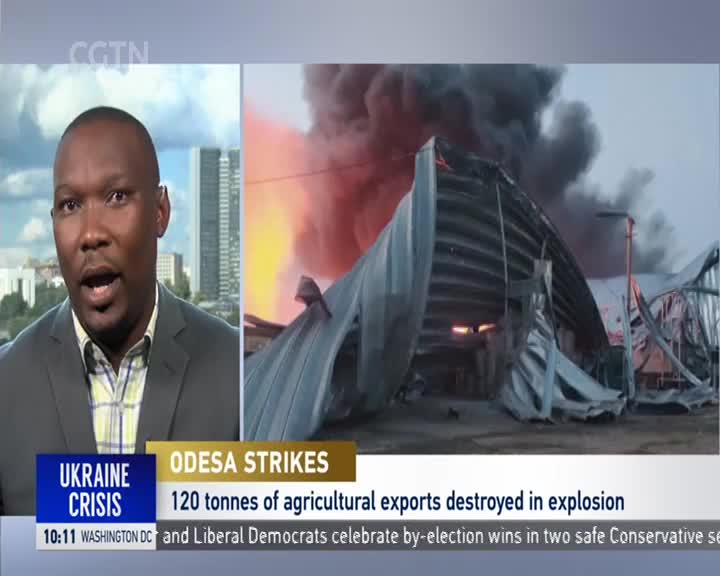 CGTN
ODESA STRIKES
UKRAINE
CRISIS
120 tonnes of agricultural exports destroyed in explosion
10:11 WASHINGTON DC
and Liberal Democrats celebrate by-election wins in two safe Conservative